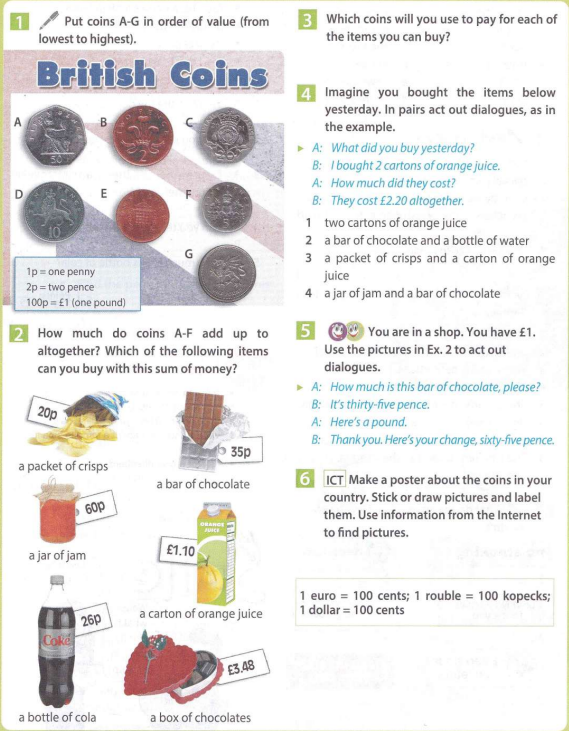 1 Put coins A-G in order of value (from
lowest to highest).
British Coins
A
B
C
50
2
D
E
F
10
5
G
1p = one penny
2p = two pence
100p = £1 (one pound)
2 How much do coins A-F add up to
altogether? Which of the following items
can you buy with this sum of money?
20p
a packet of crisps
35p
a bar of chocolate
60p
a jar of jam
ORANGE
JUICE
£1.10
a carton of orange juice
Coke
26p
a bottle of cola
£3.48
a box of chocolates
3 Which coins will you use to pay for each of
the items you can buy?
4 Imagine you bought the items below
yesterday. In pairs act out dialogues, as in
the example.
A: What did you buy yesterday?
B: I bought 2 cartons of orange juice.
A: How much did they cost?
B: They cost £2.20 altogether.
1 two cartons of orange juice
2 a bar of chocolate and a bottle of water
3 a packet of crisps and a carton of orange
juice
4 a jar of jam and a bar of chocolate
5 You are in a shop. You have £1.
Use the pictures in Ex. 2 to act out
dialogues.
A: How much is this bar of chocolate, please?
B: It's thirty-five pence.
A: Here's a pound.
B: Thank you. Here's your change, sixty-five pence.
6 ICT Make a poster about the coins in your
country. Stick or draw pictures and label
them. Use information from the Internet
to find pictures.
1 euro = 100 cents; 1 rouble = 100 kopecks;
1 dollar = 100 cents